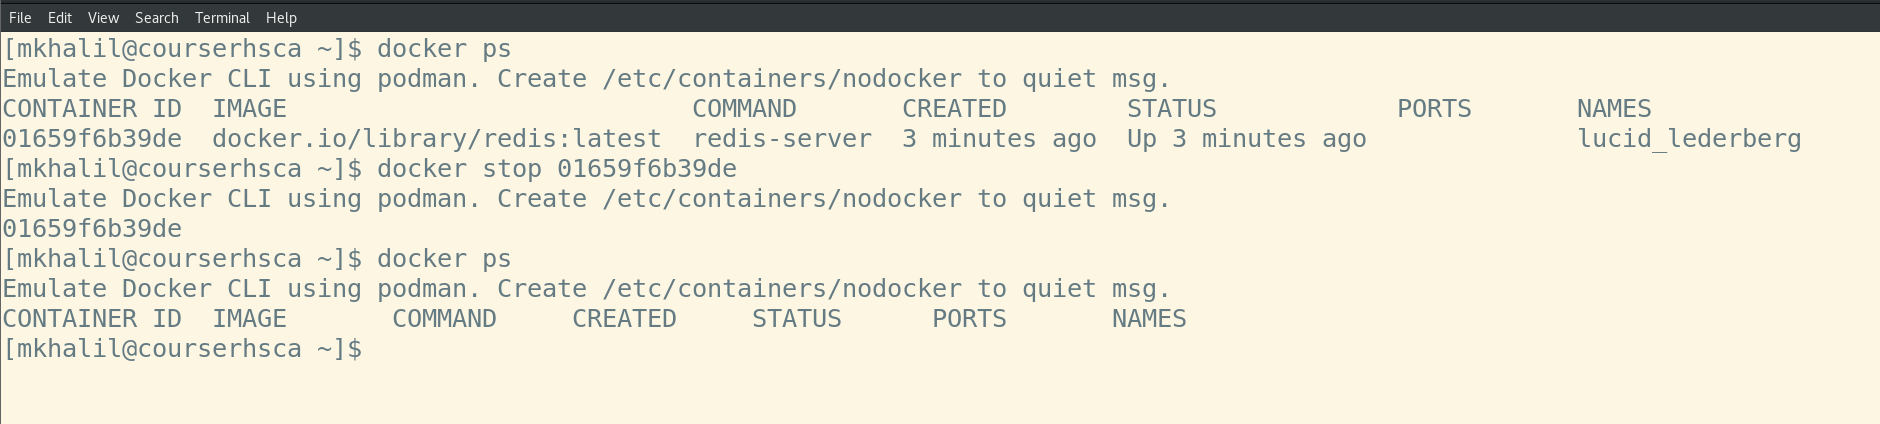 File Edit View Search Terminal Help
[mkhalil@courserhsca ~]$ docker ps
Emulate Docker CLI using podman. Create /etc/containers/nodocker to quiet msg.
CONTAINER ID  IMAGE                           COMMAND       CREATED        STATUS            PORTS       NAMES
01659f6b39de  docker.io/library/redis:latest  redis-server  3 minutes ago  Up 3 minutes ago              lucid_lederberg
[mkhalil@courserhsca ~]$ docker stop 01659f6b39de
Emulate Docker CLI using podman. Create /etc/containers/nodocker to quiet msg.
01659f6b39de
[mkhalil@courserhsca ~]$ docker ps
Emulate Docker CLI using podman. Create /etc/containers/nodocker to quiet msg.
CONTAINER ID  IMAGE       COMMAND     CREATED     STATUS      PORTS       NAMES
[mkhalil@courserhsca ~]$